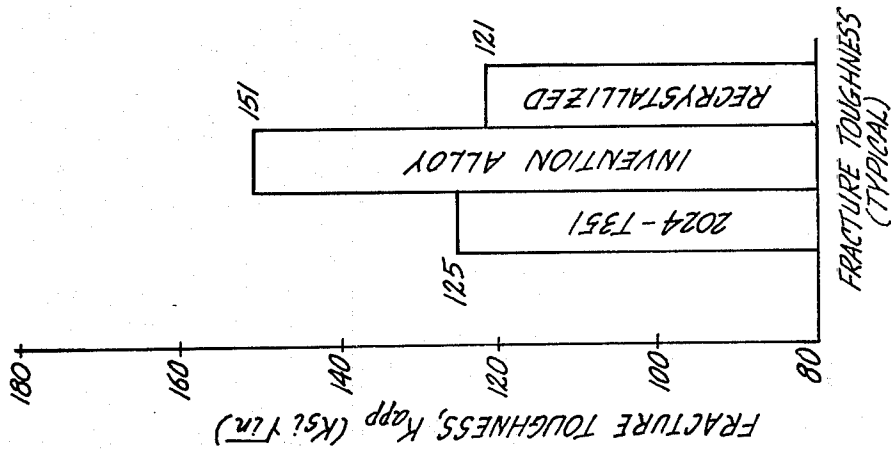 FRACTURE TOUGHNESS, Kapp (Ksi √in)
180
160
140
120
100
80
125
2024-T351
151
INVENTION ALLOY
121
RECRYSTALLIZED
FRACTURE TOUGHNESS
(TYPICAL)